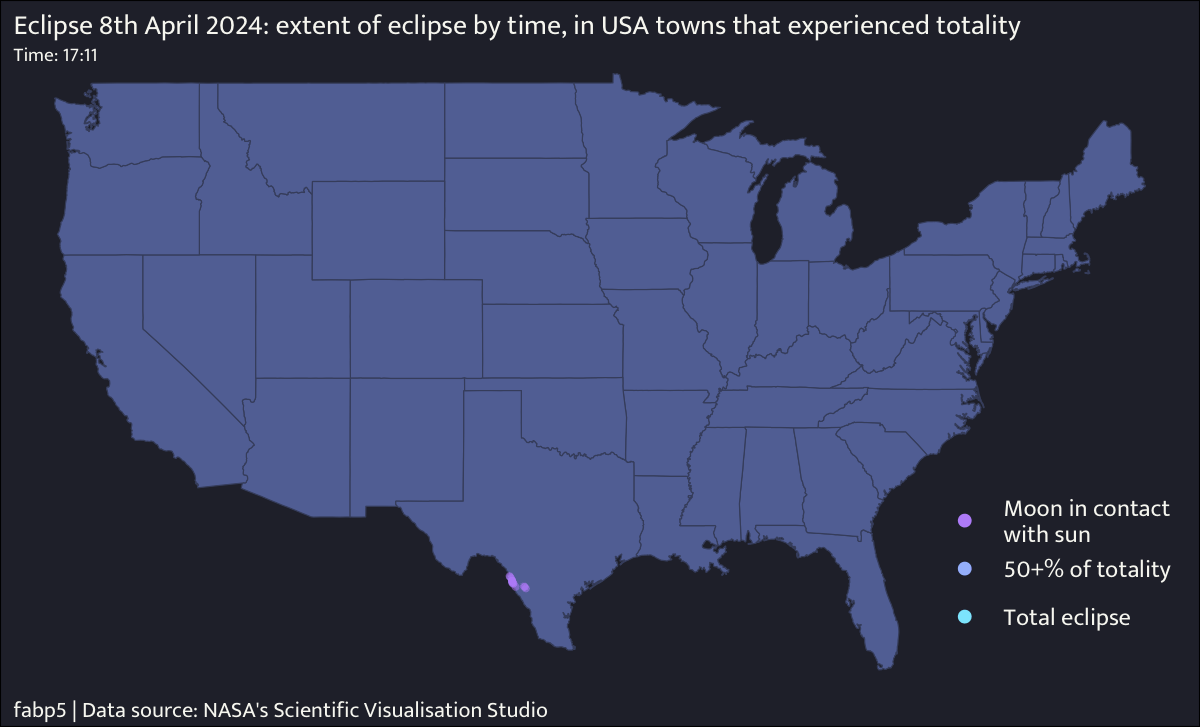 Eclipse 8th April 2024: extent of eclipse by time, in USA towns that experienced totality
Time: 17:11
Moon in contact
with sun
50+% of totality
Total eclipse
fabp5 | Data source: NASA's Scientific Visualisation Studio